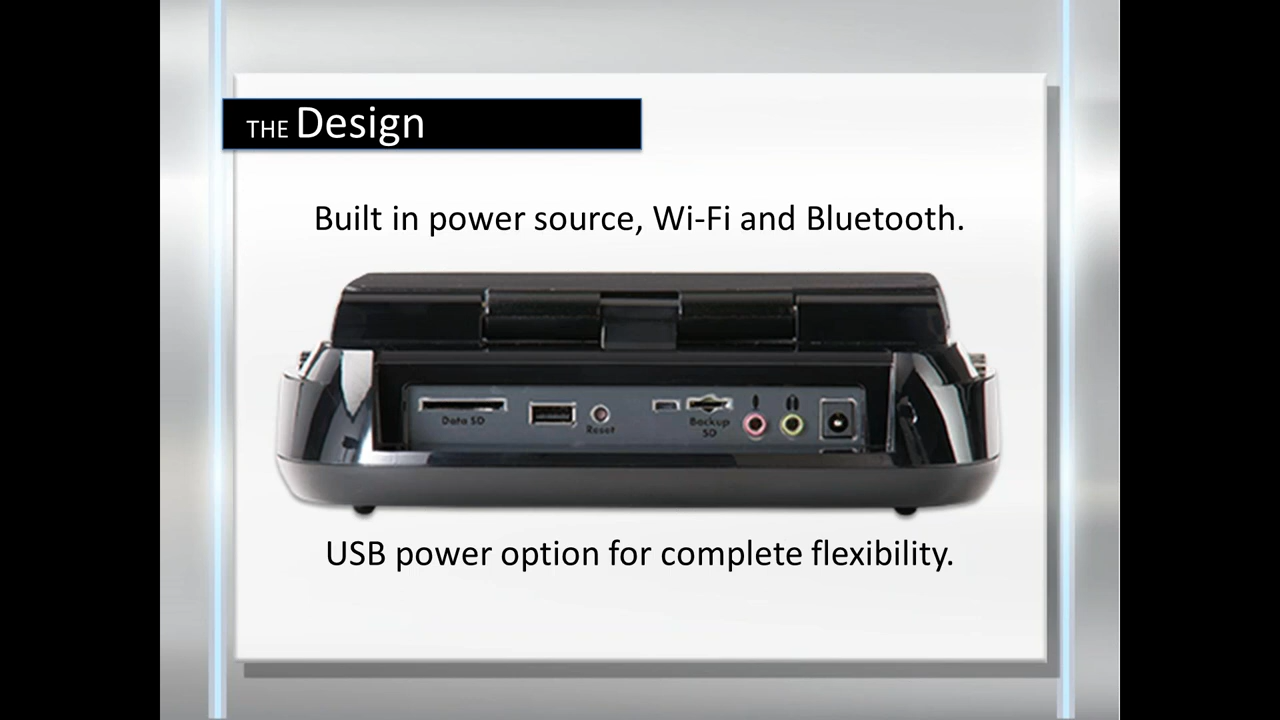 THE Design
Built in power source, Wi-Fi and Bluetooth.
Data SD
Reset
Backup
SD
USB power option for complete flexibility.